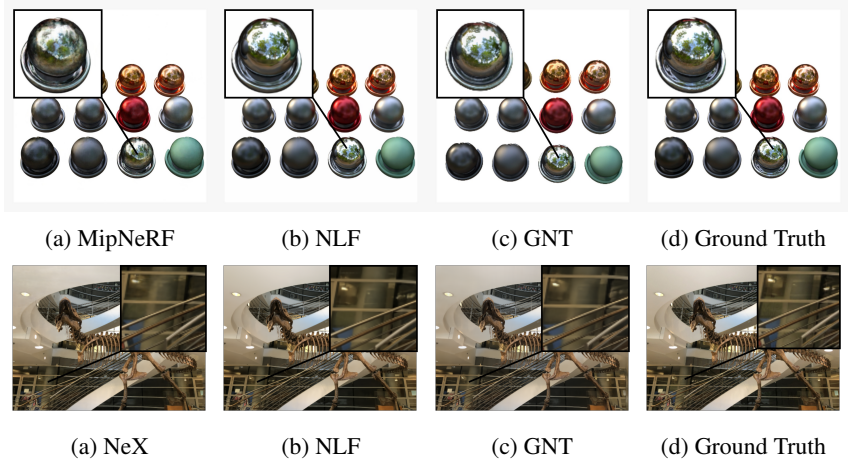 (a) MipNeRF (b) NLF (c) GNT (d) Ground Truth
(a) NeX (b) NLF (c) GNT (d) Ground Truth